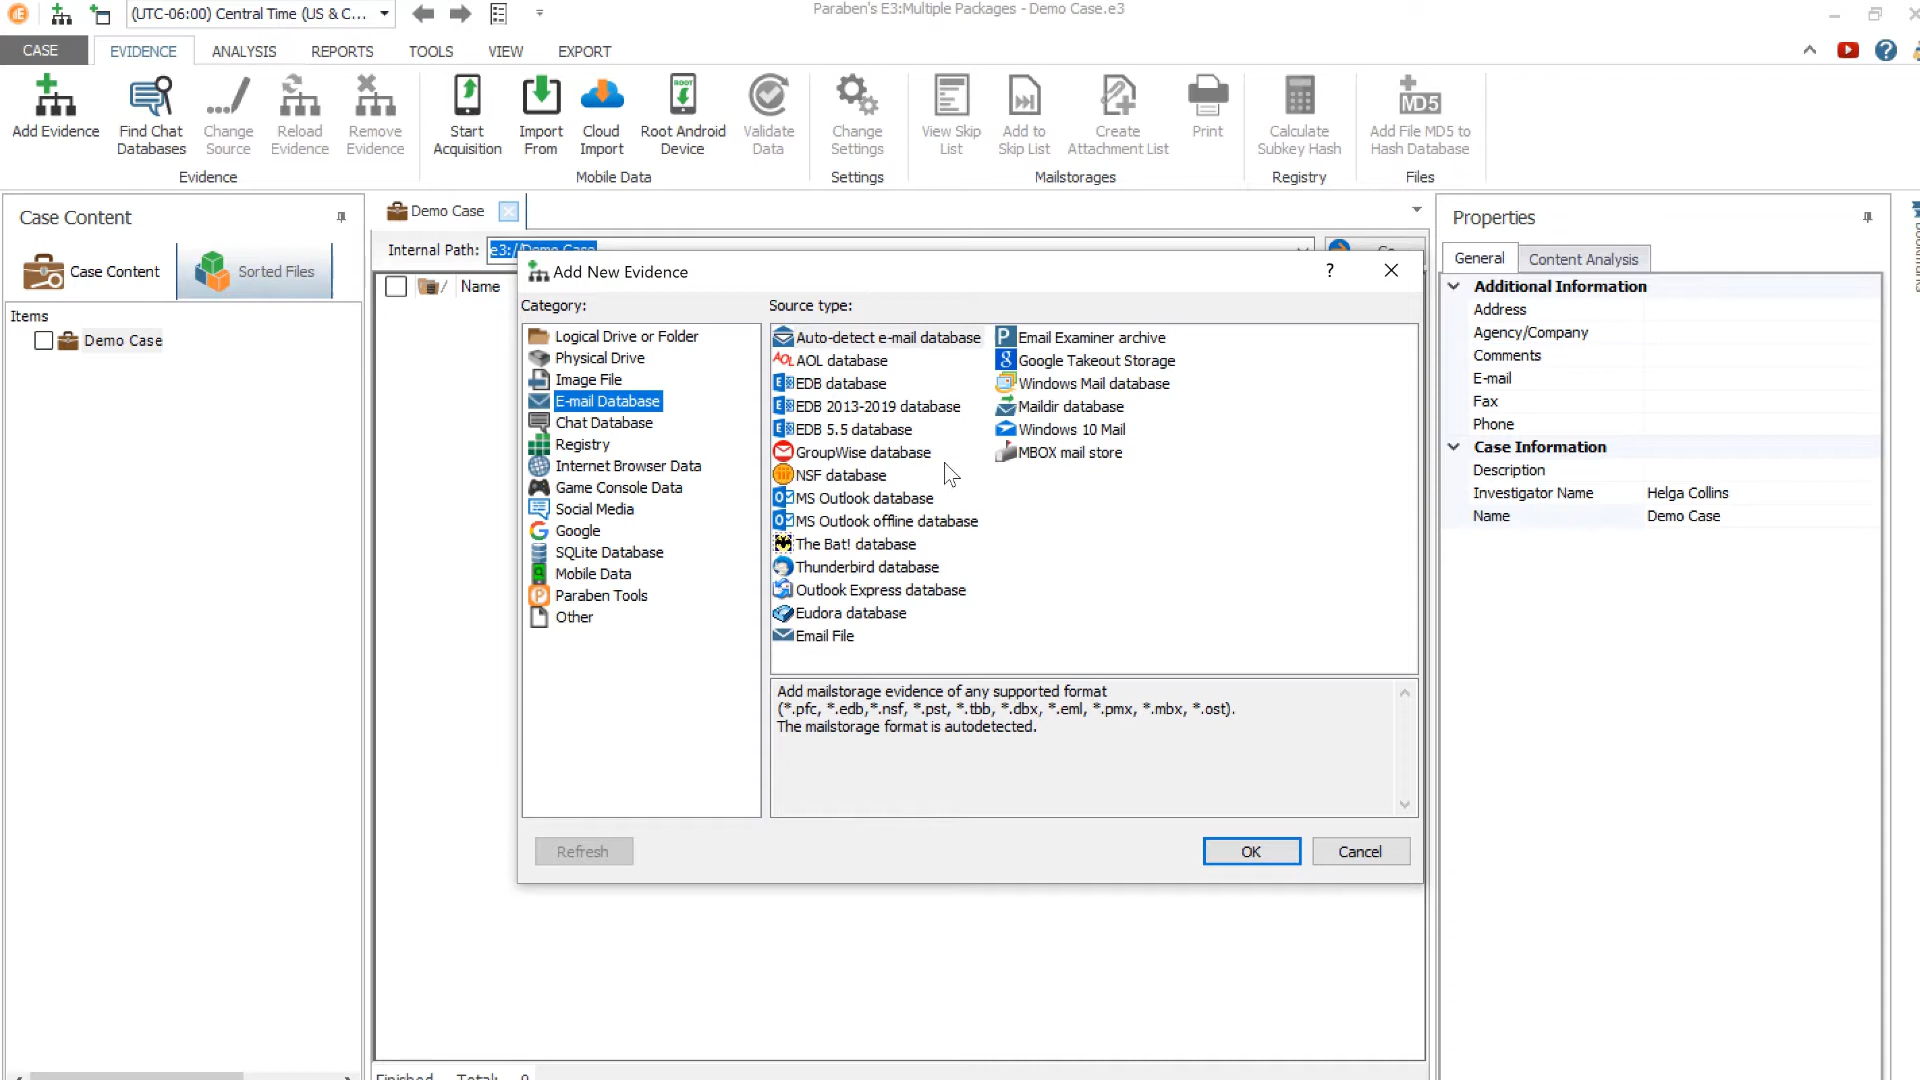 (UTC-06:00) Central Time (US & C...
Paraben's E3:Multiple Packages - Demo Case.e3
CASE EVIDENCE ANALYSIS REPORTS TOOLS VIEW EXPORT
Add Evidence
Find Chat Databases
Change Source
Reload Evidence
Remove Evidence
Start Acquisition
Import From
Cloud Import
Root Android Device
Validate Data
Change Settings
View Skip List
Add to Skip List
Create Attachment List
Print
Calculate Subkey Hash
MD5
Add File MD5 to Hash Database
Evidence
Mobile Data
Settings
Mailstorages
Registry
Files
Case Content
Case Content
Sorted Files
Items
Demo Case
Demo Case
Internal Path: e3://Demo Case
Name
Add New Evidence
?
Category:
Logical Drive or Folder
Physical Drive
Image File
E-mail Database
Chat Database
Registry
Internet Browser Data
Game Console Data
Social Media
Google
SQLite Database
Mobile Data
Paraben Tools
Other
Source type:
Auto-detect e-mail database
AOL database
EDB database
EDB 2013-2019 database
EDB 5.5 database
GroupWise database
NSF database
MS Outlook database
MS Outlook offline database
The Bat! database
Thunderbird database
Outlook Express database
Eudora database
Email File
Email Examiner archive
Google Takeout Storage
Windows Mail database
Maildir database
Windows 10 Mail
MBOX mail store
Add mailstorage evidence of any supported format
(*.pfc, *.edb,*.nsf, *.pst, *.tbb, *.dbx, *.eml, *.pmx, *.mbx, *.ost).
The mailstorage format is autodetected.
Refresh
OK
Cancel
Properties
General
Content Analysis
Additional Information
Address
Agency/Company
Comments
E-mail
Fax
Phone
Case Information
Description
Investigator Name Helga Collins
Name Demo Case
Finished Total: 0